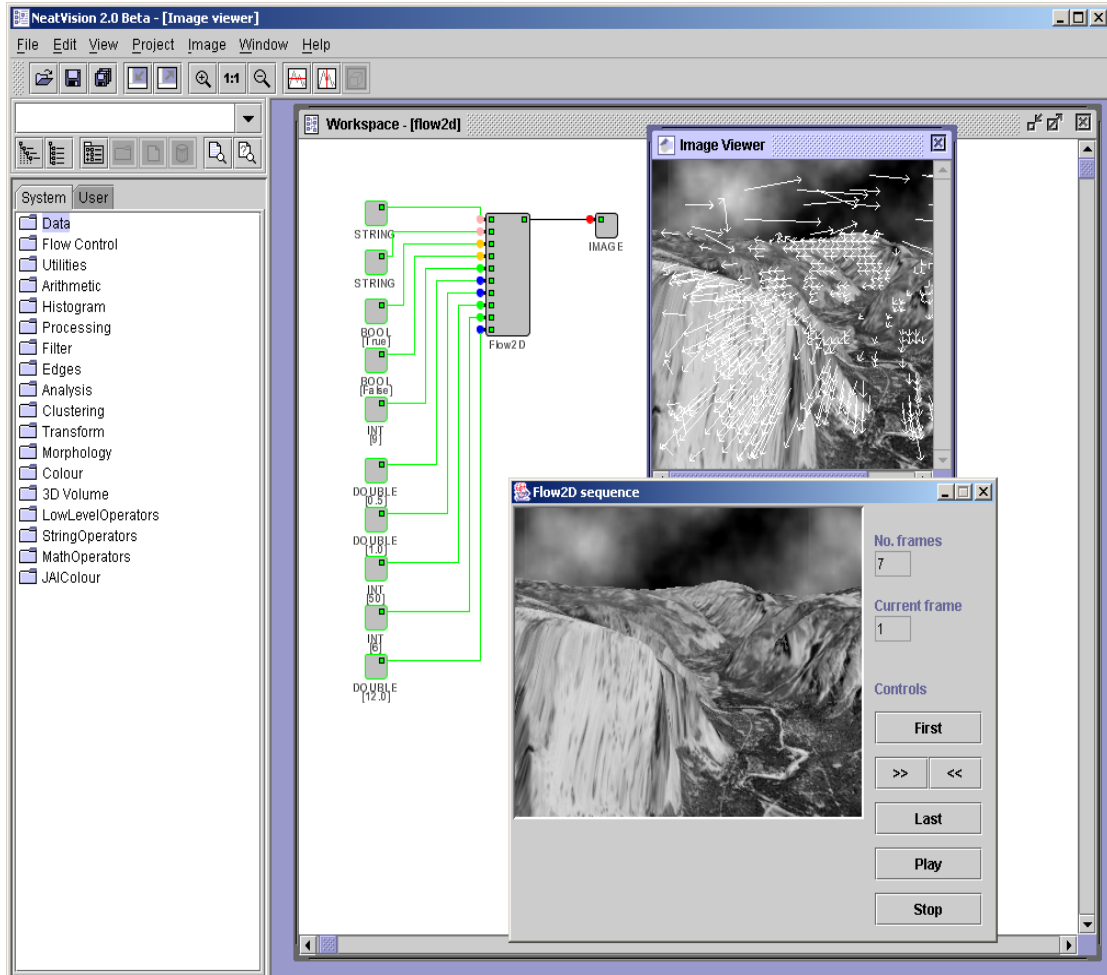 NeatVision 2.0 Beta - [Image viewer]
File Edit View Project Image Window Help
1:1
System User
Data
Flow Control
Utilities
Arithmetic
Histogram
Processing
Filter
Edges
Analysis
Clustering
Transform
Morphology
Colour
3D Volume
LowLevelOperators
StringOperators
MathOperators
JAIColour
Workspace - [flow2d]
STRING
STRING
BOOL
[True]
BOOL
[False]
INT
[9]
DOUBLE
[0.5]
DOUBLE
[1.0]
INT
[50]
INT
[6]
DOUBLE
[12.0]
Flow2D
IMAGE
Image Viewer
Flow2D sequence
No. frames
7
Current frame
1
Controls
First
>> <<
Last
Play
Stop